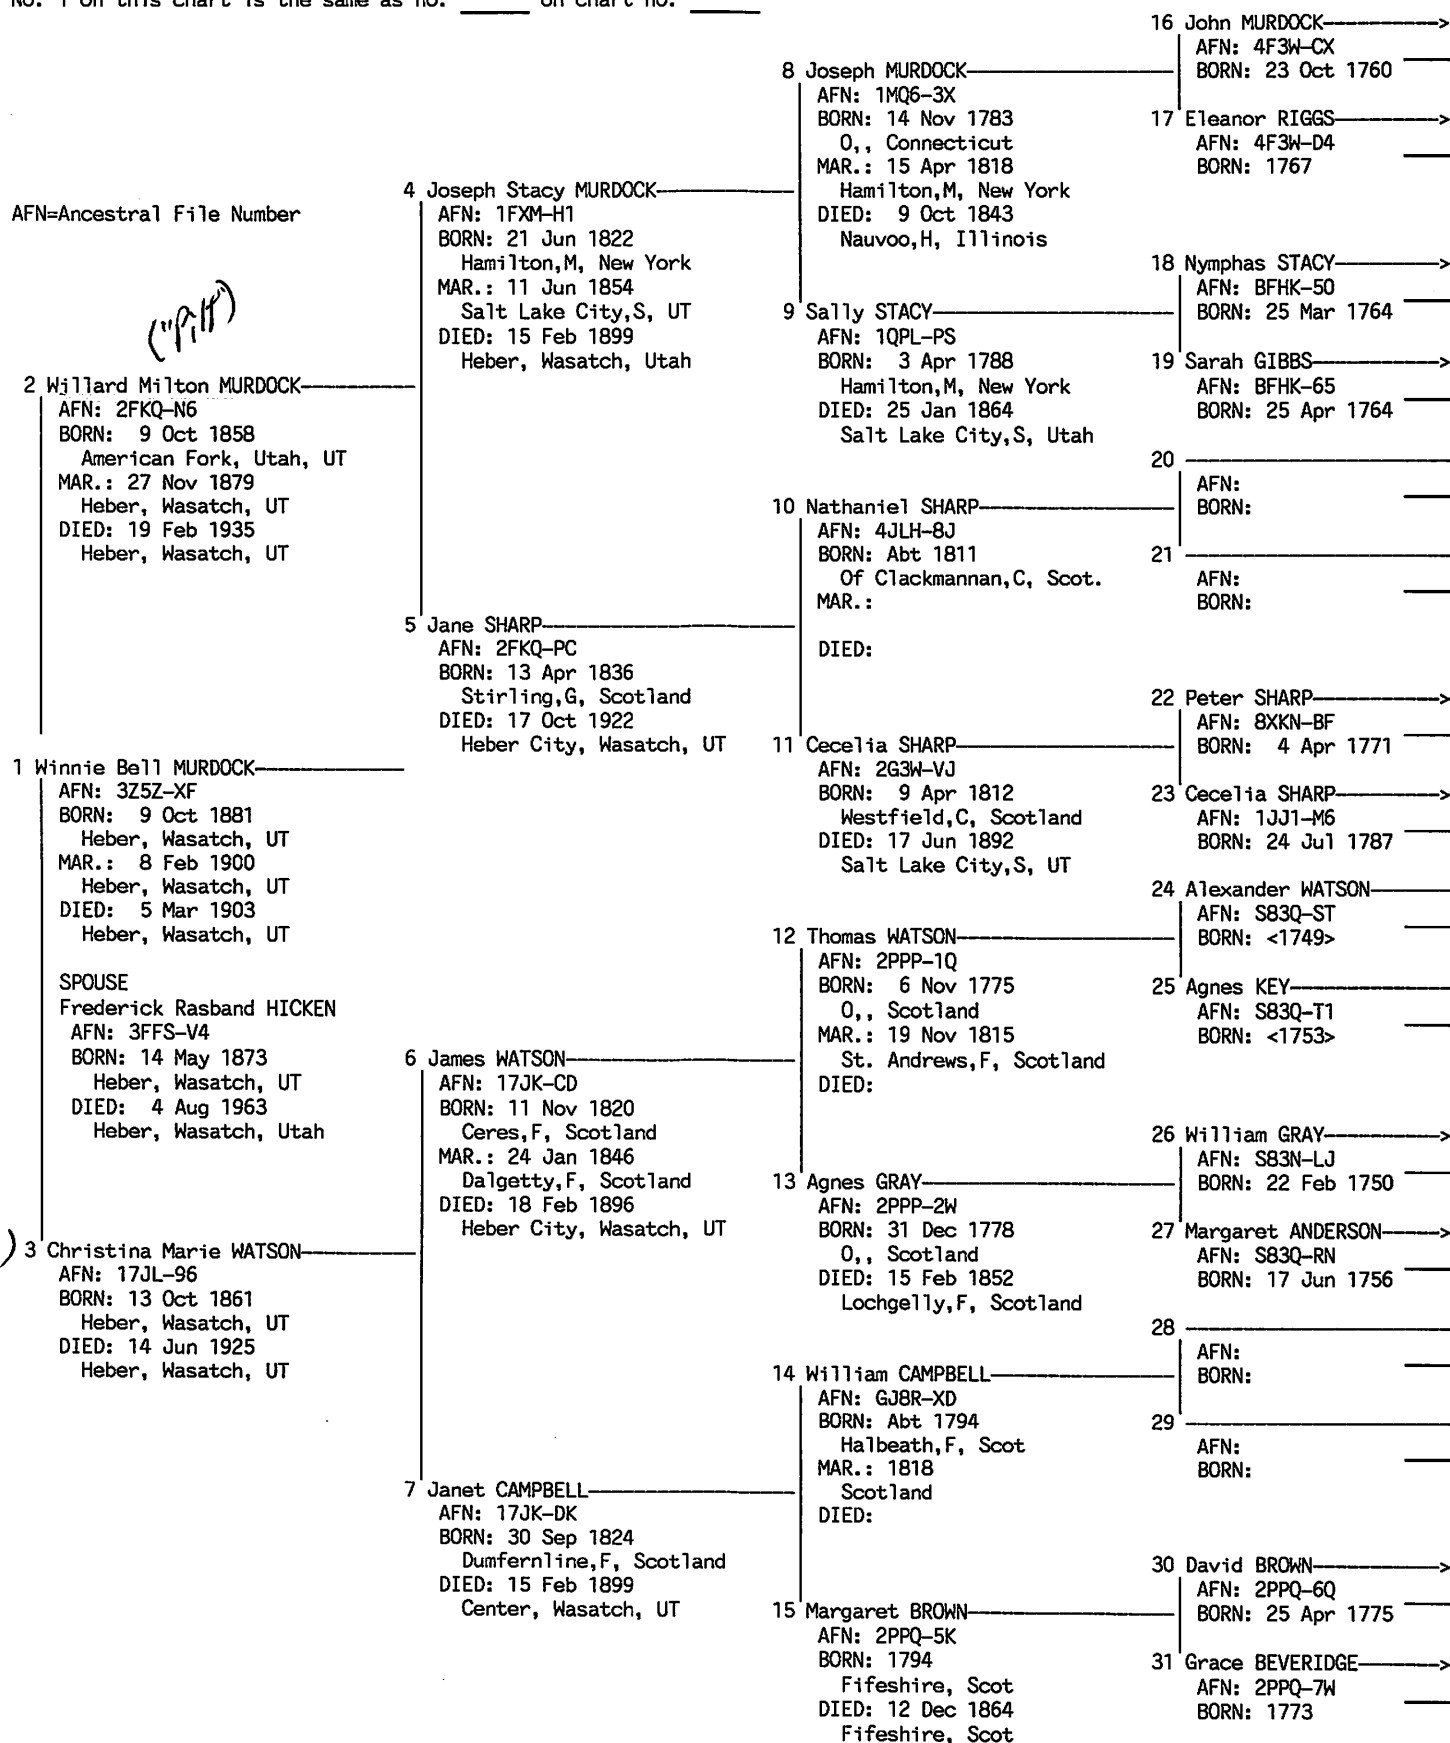 No. 1 on this chart is the same as no. _____ on chart no. _____
16 John MURDOCK
AFN: 4F3W-CX
BORN: 23 Oct 1760
8 Joseph MURDOCK
AFN: 1MQ6-3X
BORN: 14 Nov 1783
O,, Connecticut
MAR.: 15 Apr 1818
Hamilton,M, New York
DIED: 9 Oct 1843
Nauvoo,H, Illinois
17 Eleanor RIGGS
AFN: 4F3W-D4
BORN: 1767
4 Joseph Stacy MURDOCK
AFN: 1FXM-H1
BORN: 21 Jun 1822
Hamilton,M, New York
MAR.: 11 Jun 1854
Salt Lake City,S, UT
DIED: 15 Feb 1899
Heber, Wasatch, Utah
AFN=Ancestral File Number
18 Nymphas STACY
AFN: BFHK-50
BORN: 25 Mar 1764
9 Sally STACY
AFN: 1QPL-PS
BORN: 3 Apr 1788
Hamilton,M, New York
DIED: 25 Jan 1864
Salt Lake City,S, Utah
19 Sarah GIBBS
AFN: BFHK-65
BORN: 25 Apr 1764
2 Willard Milton MURDOCK
AFN: 2FKQ-N6
BORN: 9 Oct 1858
American Fork, Utah, UT
MAR.: 27 Nov 1879
Heber, Wasatch, UT
DIED: 19 Feb 1935
Heber, Wasatch, UT
20
AFN:
BORN:
10 Nathaniel SHARP
AFN: 4JLH-8J
BORN: Abt 1811
Of Clackmannan,C, Scot.
MAR.:
DIED:
21
AFN:
BORN:
5 Jane SHARP
AFN: 2FKQ-PC
BORN: 13 Apr 1836
Stirling,G, Scotland
DIED: 17 Oct 1922
Heber City, Wasatch, UT
22 Peter SHARP
AFN: 8XKN-BF
BORN: 4 Apr 1771
11 Cecelia SHARP
AFN: 2G3W-VJ
BORN: 9 Apr 1812
Westfield,C, Scotland
DIED: 17 Jun 1892
Salt Lake City,S, UT
23 Cecelia SHARP
AFN: 1JJ1-M6
BORN: 24 Jul 1787
1 Winnie Bell MURDOCK
AFN: 3Z5Z-XF
BORN: 9 Oct 1881
Heber, Wasatch, UT
MAR.: 8 Feb 1900
Heber, Wasatch, UT
DIED: 5 Mar 1903
Heber, Wasatch, UT
SPOUSE
Frederick Rasband HICKEN
AFN: 3FFS-V4
BORN: 14 May 1873
Heber, Wasatch, UT
DIED: 4 Aug 1963
Heber, Wasatch, Utah
24 Alexander WATSON
AFN: S83Q-ST
BORN: <1749>
12 Thomas WATSON
AFN: 2PPP-1Q
BORN: 6 Nov 1775
O,, Scotland
MAR.: 19 Nov 1815
St. Andrews,F, Scotland
DIED:
25 Agnes KEY
AFN: S83Q-T1
BORN: <1753>
6 James WATSON
AFN: 17JK-CD
BORN: 11 Nov 1820
Ceres,F, Scotland
MAR.: 24 Jan 1846
Dalgetty,F, Scotland
DIED: 18 Feb 1896
Heber City, Wasatch, UT
26 William GRAY
AFN: S83N-LJ
BORN: 22 Feb 1750
13 Agnes GRAY
AFN: 2PPP-2W
BORN: 31 Dec 1778
O,, Scotland
DIED: 15 Feb 1852
Lochgelly,F, Scotland
27 Margaret ANDERSON
AFN: S83Q-RN
BORN: 17 Jun 1756
3 Christina Marie WATSON
AFN: 17JL-96
BORN: 13 Oct 1861
Heber, Wasatch, UT
DIED: 14 Jun 1925
Heber, Wasatch, UT
28
AFN:
BORN:
14 William CAMPBELL
AFN: GJ8R-XD
BORN: Abt 1794
Halbeath,F, Scot
MAR.: 1818
Scotland
DIED:
29
AFN:
BORN:
7 Janet CAMPBELL
AFN: 17JK-DK
BORN: 30 Sep 1824
Dumfernline,F, Scotland
DIED: 15 Feb 1899
Center, Wasatch, UT
30 David BROWN
AFN: 2PPQ-6Q
BORN: 25 Apr 1775
15 Margaret BROWN
AFN: 2PPQ-5K
BORN: 1794
Fifeshire, Scot
DIED: 12 Dec 1864
Fifeshire, Scot
31 Grace BEVERIDGE
AFN: 2PPQ-7W
BORN: 1773